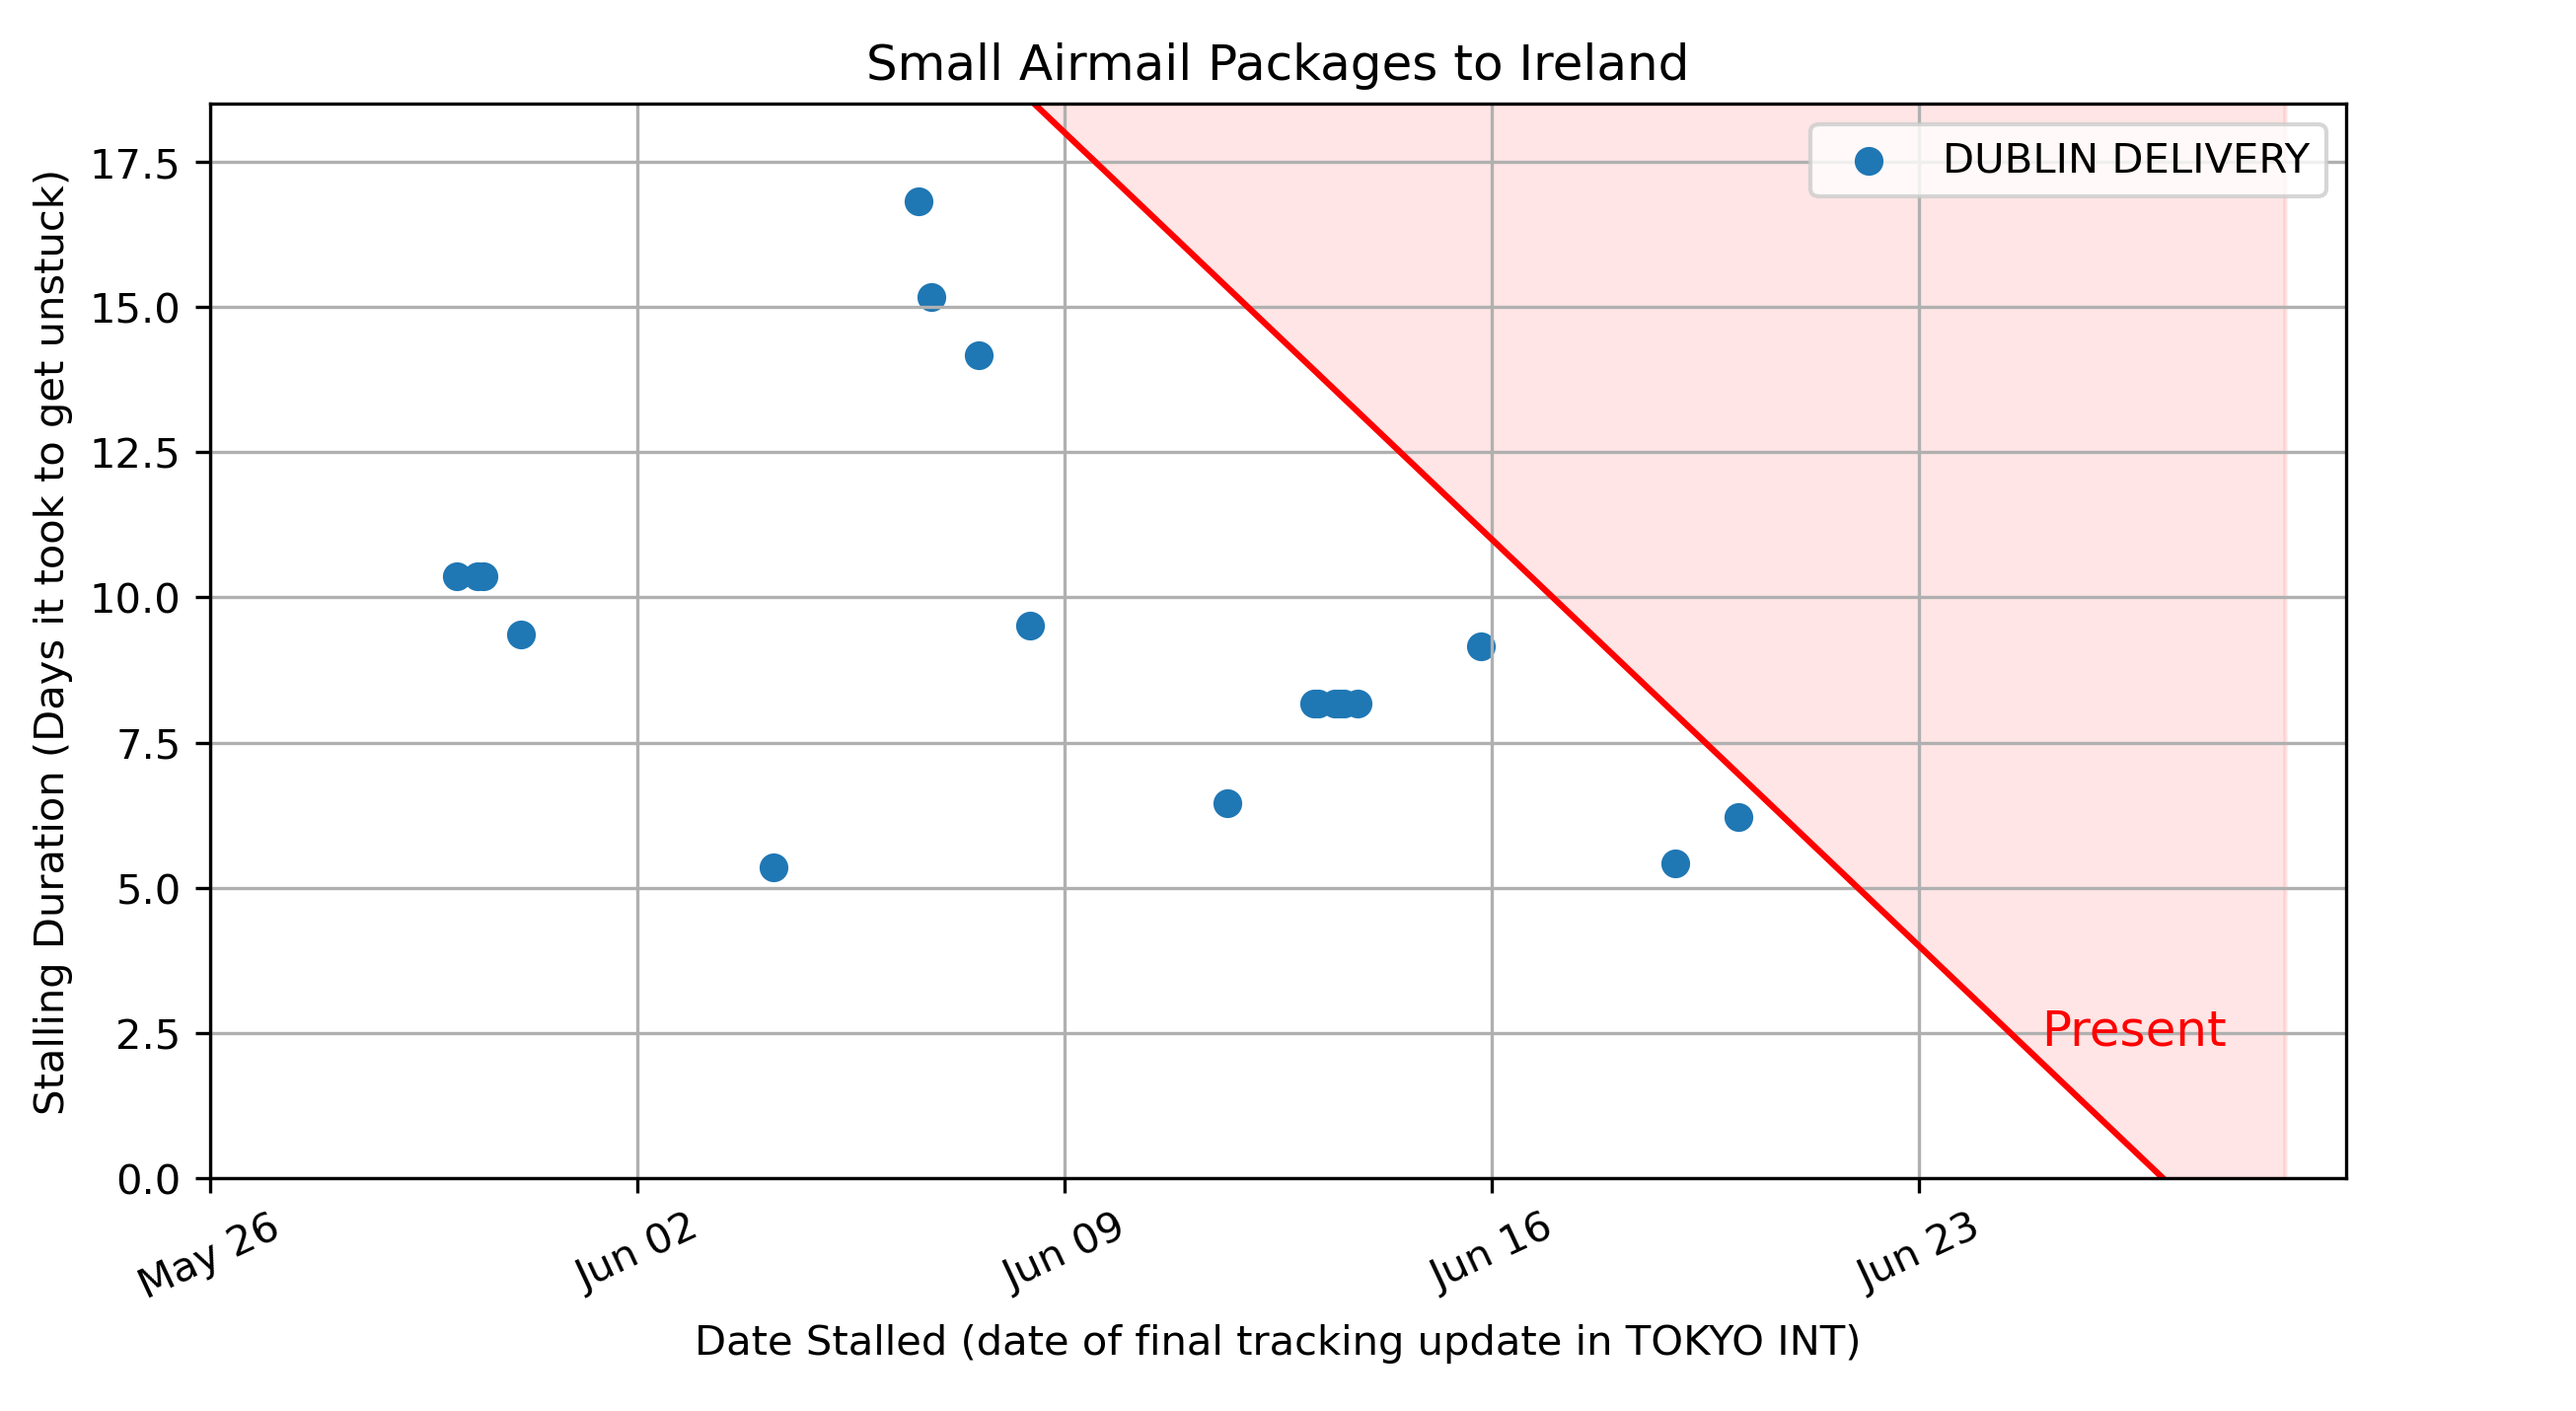 Small Airmail Packages to Ireland
DUBLIN DELIVERY
Stalling Duration (Days it took to get unstuck)
17.5
15.0
12.5
10.0
7.5
5.0
2.5
0.0
Present
May 26
Jun 02
Jun 09
Jun 16
Jun 23
Date Stalled (date of final tracking update in TOKYO INT)